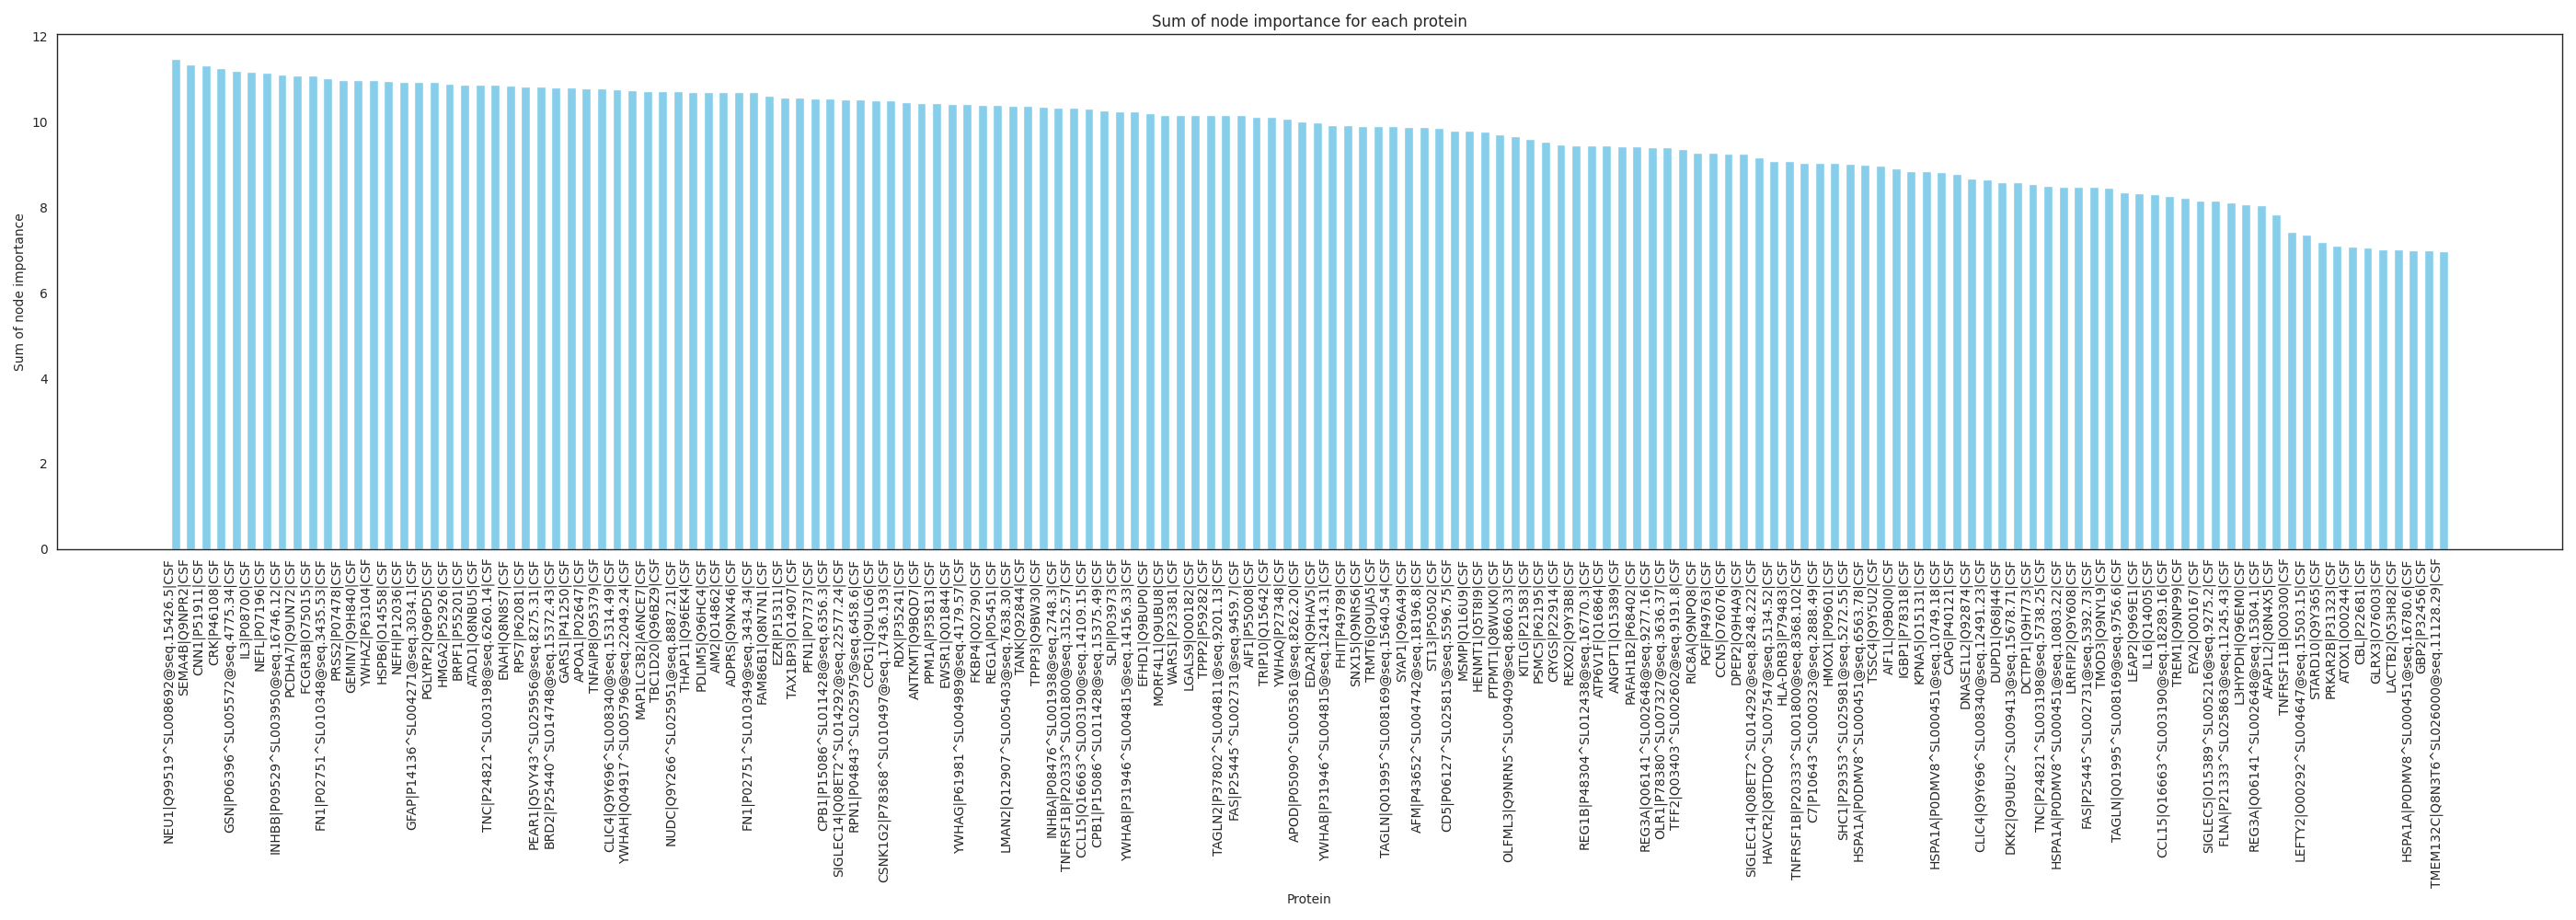 Sum of node importance for each protein
Sum of node importance
12
10
8
6
4
2
0
NEU1|Q99519^SL008692@seq.15426.5|CSF
SEMA4B|Q9NPR2|CSF
CNN1|P51911|CSF
CRK|P46108|CSF
GSN|P06396^SL005572@seq.4775.34|CSF
IL3|P08700|CSF
NEFL|P07196|CSF
INHBB|P09529^SL003950@seq.16746.12|CSF
PCDHA7|Q9UN72|CSF
FCGR3B|O75015|CSF
FN1|P02751^SL010348@seq.3435.53|CSF
PRSS2|P07478|CSF
GEMIN7|Q9H840|CSF
YWHAZ|P63104|CSF
HSPB6|O14558|CSF
NEFH|P12036|CSF
GFAP|P14136^SL004271@seq.3034.1|CSF
PGLYRP2|Q96PD5|CSF
HMGA2|P52926|CSF
BRPF1|P55201|CSF
ATAD1|Q8NBU5|CSF
TNC|P24821^SL003198@seq.6260.14|CSF
ENAH|Q8N8S7|CSF
RPS7|P62081|CSF
PEAR1|Q5VY43^SL025956@seq.8275.31|CSF
BRD2|P25440^SL014748@seq.15372.43|CSF
GARS1|P41250|CSF
APOA1|P02647|CSF
TNFAIP8|O95379|CSF
CLIC4|Q9Y696^SL008340@seq.15314.49|CSF
YWHAH|Q04917^SL005796@seq.22049.24|CSF
MAP1LC3B2|A6NCE7|CSF
TBC1D20|Q96BZ9|CSF
NUDC|Q9Y266^SL025951@seq.8887.21|CSF
THAP11|Q96EK4|CSF
PDLIM5|Q96HC4|CSF
AIM2|O14862|CSF
ADPRS|Q9NX46|CSF
FN1|P02751^SL010349@seq.3434.34|CSF
FAM86B1|Q8N7N1|CSF
EZR|P15311|CSF
TAX1BP3|O14907|CSF
PFN1|P07737|CSF
CPB1|P15086^SL011428@seq.6356.3|CSF
SIGLEC14|Q08ET2^SL014292@seq.22577.24|CSF
RPN1|P04843^SL025975@seq.6458.6|CSF
CCPG1|Q9ULG6|CSF
CSNK1G2|P78368^SL010497@seq.17436.193|CSF
RDX|P35241|CSF
ANTKMT|Q9BQD7|CSF
PPM1A|P35813|CSF
EWSR1|Q01844|CSF
YWHAG|P61981^SL004989@seq.4179.57|CSF
FKBP4|Q02790|CSF
REG1A|P05451|CSF
LMAN2|Q12907^SL005403@seq.7638.30|CSF
TANK|Q92844|CSF
TPPP3|Q9BW30|CSF
INHBA|P08476^SL001938@seq.2748.3|CSF
TNFRSF1B|P20333^SL001800@seq.3152.57|CSF
CCL15|Q16663^SL003190@seq.14109.15|CSF
CPB1|P15086^SL011428@seq.15375.49|CSF
SLPI|P03973|CSF
YWHAB|P31946^SL004815@seq.14156.33|CSF
EFHD1|Q9BUP0|CSF
MORF4L1|Q9UBU8|CSF
WARS1|P23381|CSF
LGALS9|O00182|CSF
TPPP2|P59282|CSF
TAGLN2|P37802^SL004811@seq.9201.13|CSF
FAS|P25445^SL002731@seq.9459.7|CSF
AIF1|P55008|CSF
TRIP10|Q15642|CSF
YWHAQ|P27348|CSF
APOD|P05090^SL005361@seq.8262.20|CSF
EDA2R|Q9HAV5|CSF
YWHAB|P31946^SL004815@seq.12414.31|CSF
FHIT|P49789|CSF
SNX15|Q9NRS6|CSF
TRMT6|Q9UJA5|CSF
TAGLN|Q01995^SL008169@seq.15640.54|CSF
SYAP1|Q96A49|CSF
AFM|P43652^SL004742@seq.18196.8|CSF
ST13|P50502|CSF
CD5|P06127^SL025815@seq.5596.75|CSF
MSMP|Q1L6U9|CSF
HENMT1|Q5T8I9|CSF
PTPMT1|Q8WUK0|CSF
OLFML3|Q9NRN5^SL009409@seq.8660.33|CSF
KITLG|P21583|CSF
PSMC5|P62195|CSF
CRYGS|P22914|CSF
REXO2|Q9Y3B8|CSF
REG1B|P48304^SL012438@seq.16770.3|CSF
ATP6V1F|Q16864|CSF
ANGPT1|Q15389|CSF
PAFAH1B2|P68402|CSF
REG3A|Q06141^SL002648@seq.9277.16|CSF
OLR1|P78380^SL007327@seq.3636.37|CSF
TFF2|Q03403^SL002602@seq.9191.8|CSF
RIC8A|Q9NPQ8|CSF
PGF|P49763|CSF
CCN5|O76076|CSF
DPEP2|Q9H4A9|CSF
SIGLEC14|Q08ET2^SL014292@seq.8248.222|CSF
HAVCR2|Q8TDQ0^SL007547@seq.5134.52|CSF
HLA-DRB3|P79483|CSF
TNFRSF1B|P20333^SL001800@seq.8368.102|CSF
C7|P10643^SL000323@seq.2888.49|CSF
HMOX1|P09601|CSF
SHC1|P29353^SL025981@seq.5272.55|CSF
HSPA1A|P0DMV8^SL000451@seq.6563.78|CSF
TSSC4|Q9Y5U2|CSF
AIF1L|Q9BQI0|CSF
IGBP1|P78318|CSF
KPNA5|O15131|CSF
HSPA1A|P0DMV8^SL000451@seq.10749.18|CSF
CAPG|P40121|CSF
DNASE1L2|Q92874|CSF
CLIC4|Q9Y696^SL008340@seq.12491.23|CSF
DUPD1|Q68J44|CSF
DKK2|Q9UBU2^SL009413@seq.15678.71|CSF
DCTPP1|Q9H773|CSF
TNC|P24821^SL003198@seq.5738.25|CSF
HSPA1A|P0DMV8^SL000451@seq.10803.22|CSF
LRRFIP2|Q9Y608|CSF
FAS|P25445^SL002731@seq.5392.73|CSF
TMOD3|Q9NYL9|CSF
TAGLN|Q01995^SL008169@seq.9756.6|CSF
LEAP2|Q969E1|CSF
IL16|Q14005|CSF
CCL15|Q16663^SL003190@seq.18289.16|CSF
TREM1|Q9NP99|CSF
EYA2|O00167|CSF
SIGLEC5|O15389^SL005216@seq.9275.2|CSF
FLNA|P21333^SL025863@seq.11245.43|CSF
L3HYPDH|Q96EM0|CSF
REG3A|Q06141^SL002648@seq.15304.1|CSF
AFAP1L2|Q8N4X5|CSF
TNFRSF11B|O00300|CSF
LEFTY2|O00292^SL004647@seq.15503.15|CSF
STARD10|Q9Y365|CSF
PRKAR2B|P31323|CSF
ATOX1|O00244|CSF
CBL|P22681|CSF
GLRX3|O76003|CSF
LACTB2|Q53H82|CSF
HSPA1A|P0DMV8^SL000451@seq.16780.6|CSF
GBP2|P32456|CSF
TMEM132C|Q8N3T6^SL026000@seq.11128.29|CSF
Protein